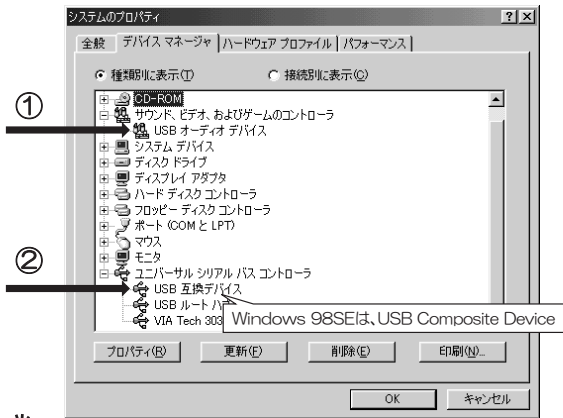 システムのプロパティ
全般 デバイス マネージャ ハードウェア プロファイル パフォーマンス
種類別に表示(T) 接続別に表示(C)
CD-ROM
サウンド、ビデオ、およびゲームのコントローラ
① USB オーディオ デバイス
システム デバイス
ディスク ドライブ
ディスプレイ アダプタ
ハード ディスク コントローラ
フロッピー ディスク コントローラ
ポート (COM と LPT)
マウス
モニタ
ユニバーサル シリアル バス コントローラ
② USB 互換デバイス
USB ルート
VIA Tech 303
Windows 98SEは、USB Composite Device
プロパティ(R) 更新(F) 削除(E) 印刷(N)...
OK キャンセル